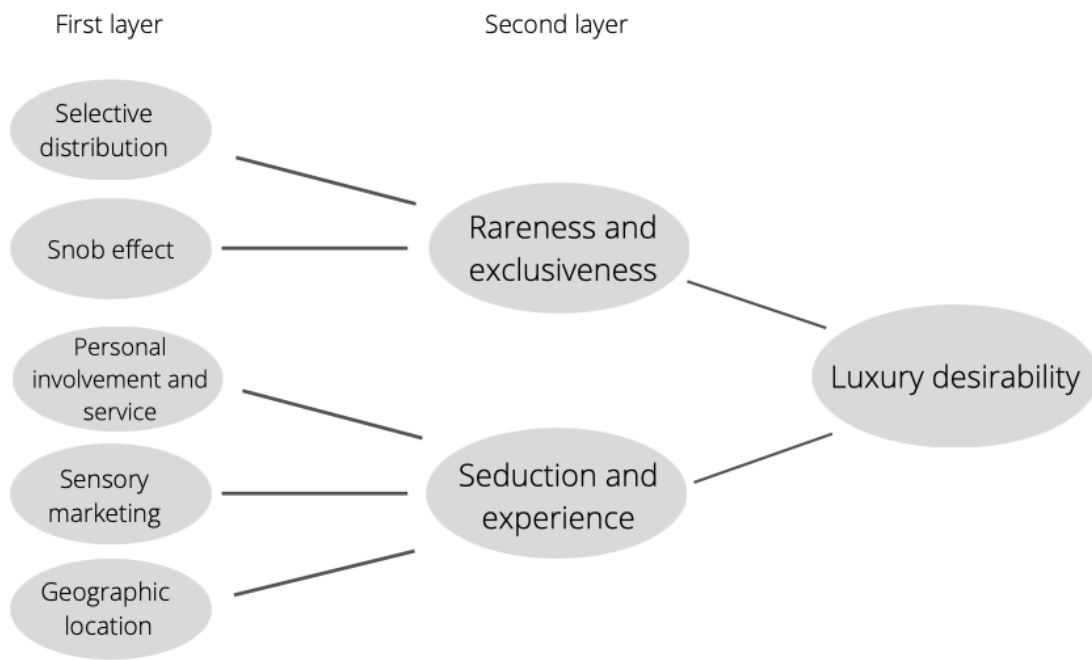 First layer
Second layer
Selective
distribution
Snob effect
Rareness and
exclusiveness
Personal
involvement and
service
Luxury desirability
Sensory
marketing
Seduction and
experience
Geographic
location